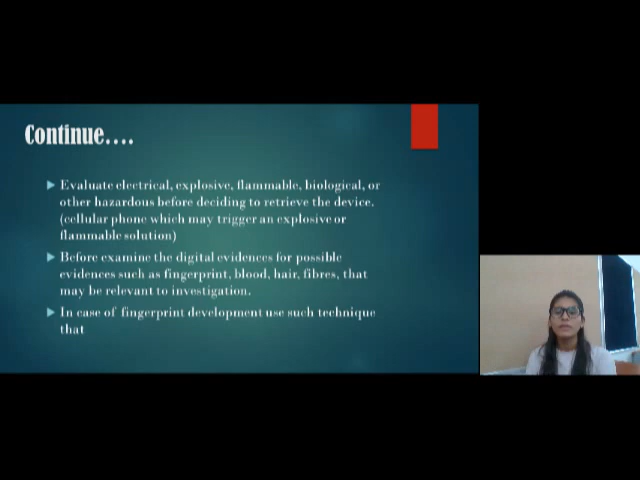 Continue....
Evaluate electrical, explosive, flammable, biological, or
other hazardous before deciding to retrieve the device.
(cellular phone which may trigger an explosive or
flammable solution)
Before examine the digital evidences for possible
evidences such as fingerprint, blood, hair, fibres, that
may be relevant to investigation.
In case of fingerprint development use such technique
that